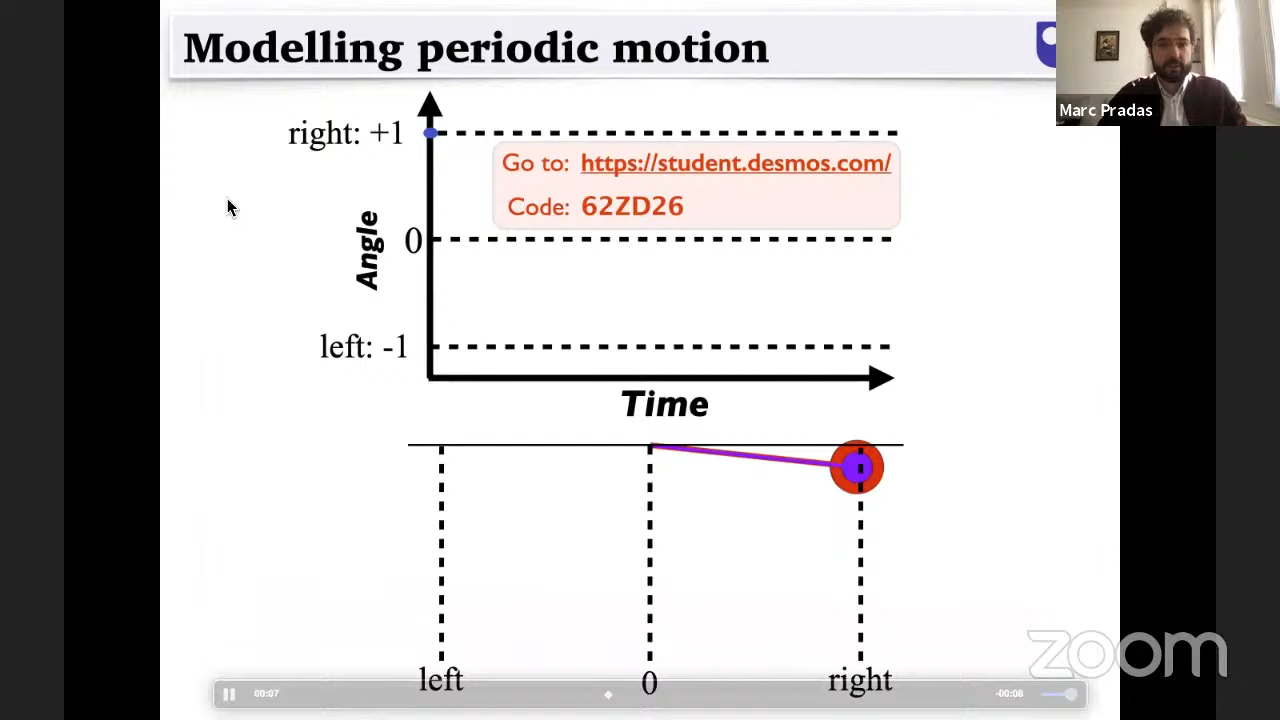 Modelling periodic motion
Marc Pradas
right: +1
Go to: https://student.desmos.com/
Code: 62ZD26
Angle
0
left: -1
Time
zoom
left
0
right
00:07
-00:08